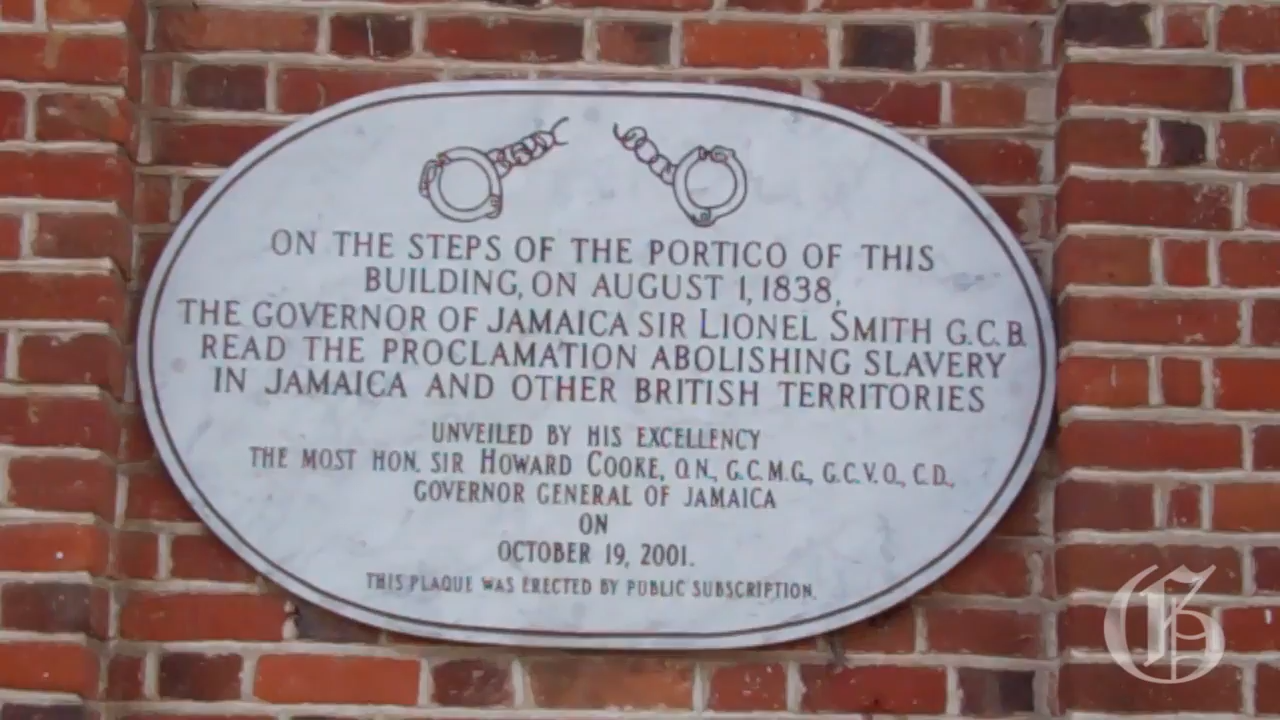 ON THE STEPS OF THE PORTICO OF THIS
BUILDING, ON AUGUST 1, 1838,
THE GOVERNOR OF JAMAICA SIR LIONEL SMITH G.C.B.
READ THE PROCLAMATION ABOLISHING SLAVERY
IN JAMAICA AND OTHER BRITISH TERRITORIES
UNVEILED BY HIS EXCELLENCY
THE MOST HON. SIR HOWARD COOKE, O.N., G.C.M.G., G.C.V.O., C.D.,
GOVERNOR GENERAL OF JAMAICA
ON
OCTOBER 19, 2001.
THIS PLAQUE WAS ERECTED BY PUBLIC SUBSCRIPTION.